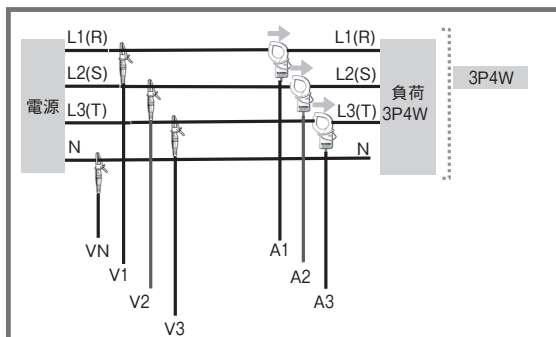 L1(R) L1(R)
L2(S) L2(S)
電源 負荷
3P4W
L3(T) L3(T)
N N
3P4W
VN
V1
V2
V3
A1
A2
A3